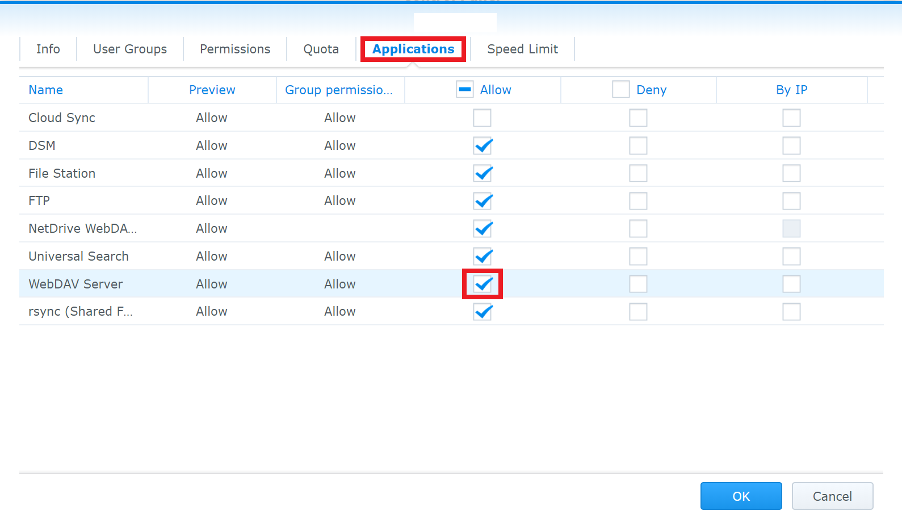 Info User Groups Permissions Quota Applications Speed Limit
Name Preview Group permissio... Allow Deny By IP
Cloud Sync Allow Allow
DSM Allow Allow
File Station Allow Allow
FTP Allow Allow
NetDrive WebDA... Allow
Universal Search Allow Allow
WebDAV Server Allow Allow
rsync (Shared F... Allow Allow
OK Cancel